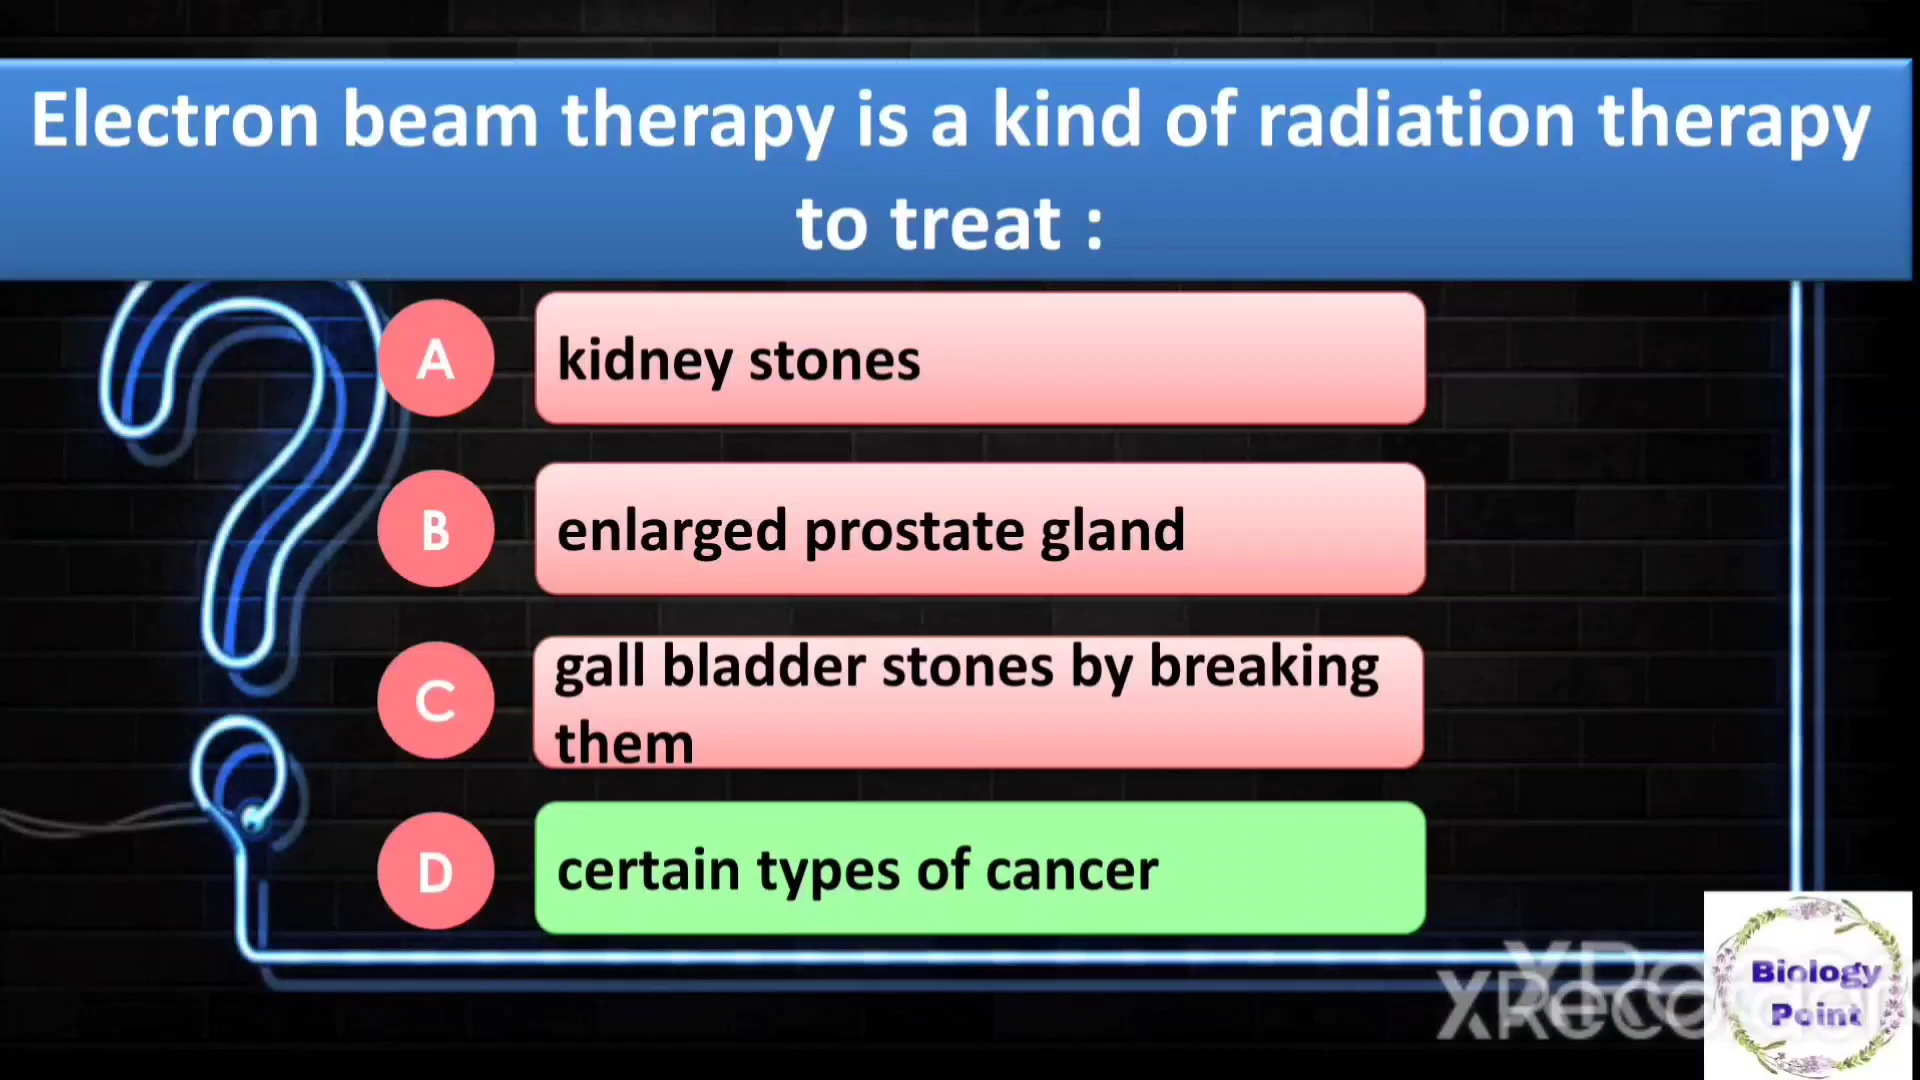 Electron beam therapy is a kind of radiation therapy
to treat :
A
kidney stones
B
enlarged prostate gland
C
gall bladder stones by breaking
them
D
certain types of cancer
XRecorder
Biology
Point